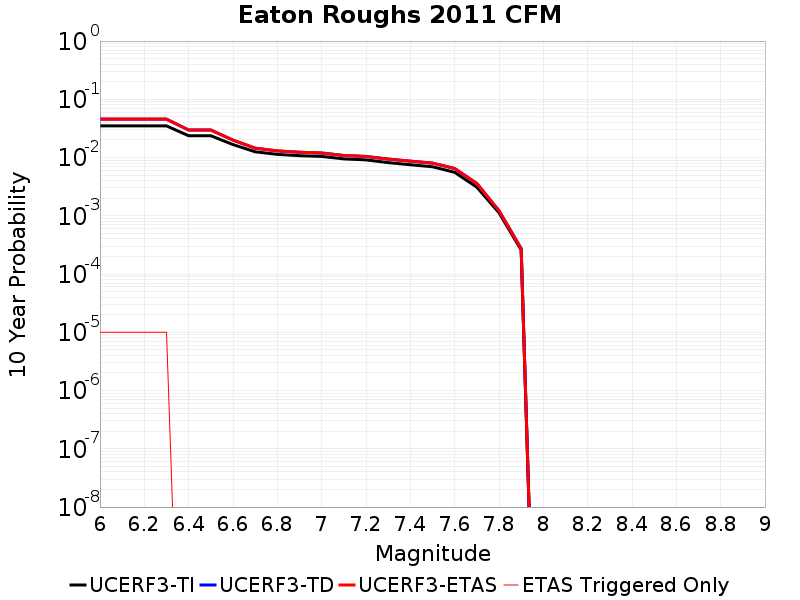 Eaton Roughs 2011 CFM
10 Year Probability
10^0
10^-1
10^-2
10^-3
10^-4
10^-5
10^-6
10^-7
10^-8
6 6.2 6.4 6.6 6.8 7 7.2 7.4 7.6 7.8 8 8.2 8.4 8.6 8.8 9
Magnitude
UCERF3-TI UCERF3-TD UCERF3-ETAS ETAS Triggered Only